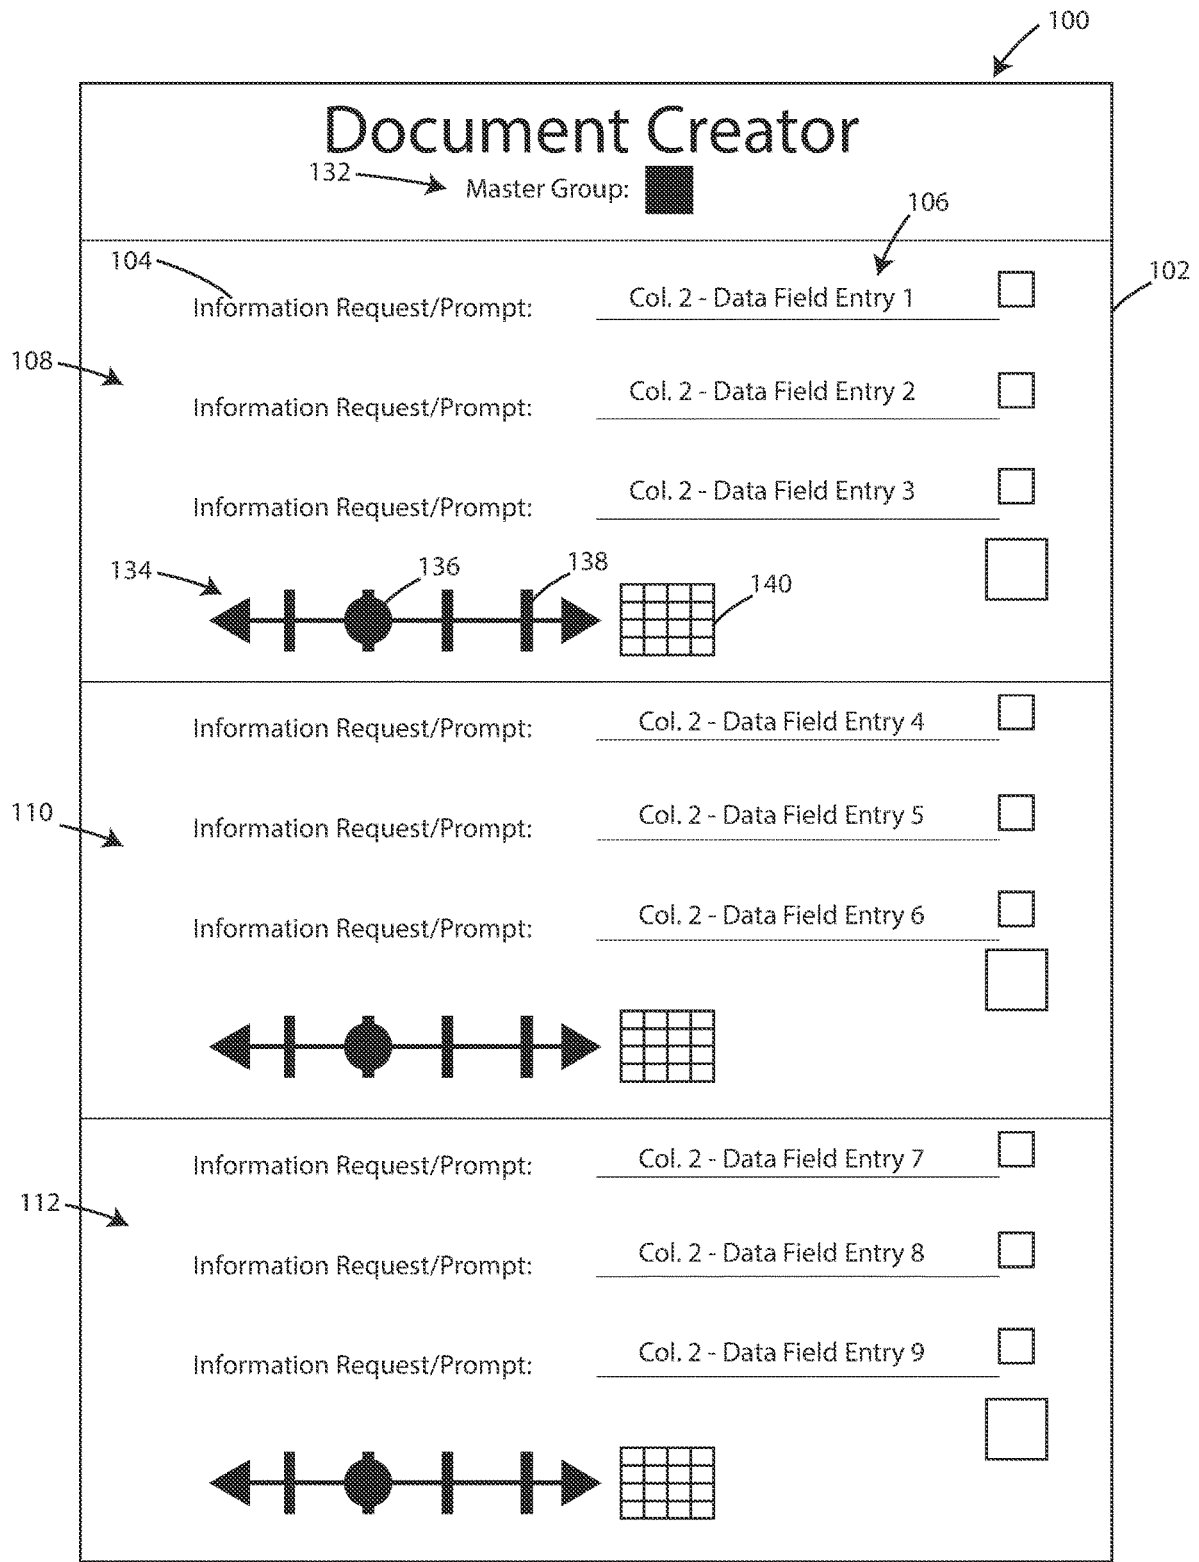 100
Document Creator
132 Master Group:
106
104
102
Information Request/Prompt: Col. 2 - Data Field Entry 1
108
Information Request/Prompt: Col. 2 - Data Field Entry 2
Information Request/Prompt: Col. 2 - Data Field Entry 3
134 136 138 140
Information Request/Prompt: Col. 2 - Data Field Entry 4
110
Information Request/Prompt: Col. 2 - Data Field Entry 5
Information Request/Prompt: Col. 2 - Data Field Entry 6
Information Request/Prompt: Col. 2 - Data Field Entry 7
112
Information Request/Prompt: Col. 2 - Data Field Entry 8
Information Request/Prompt: Col. 2 - Data Field Entry 9